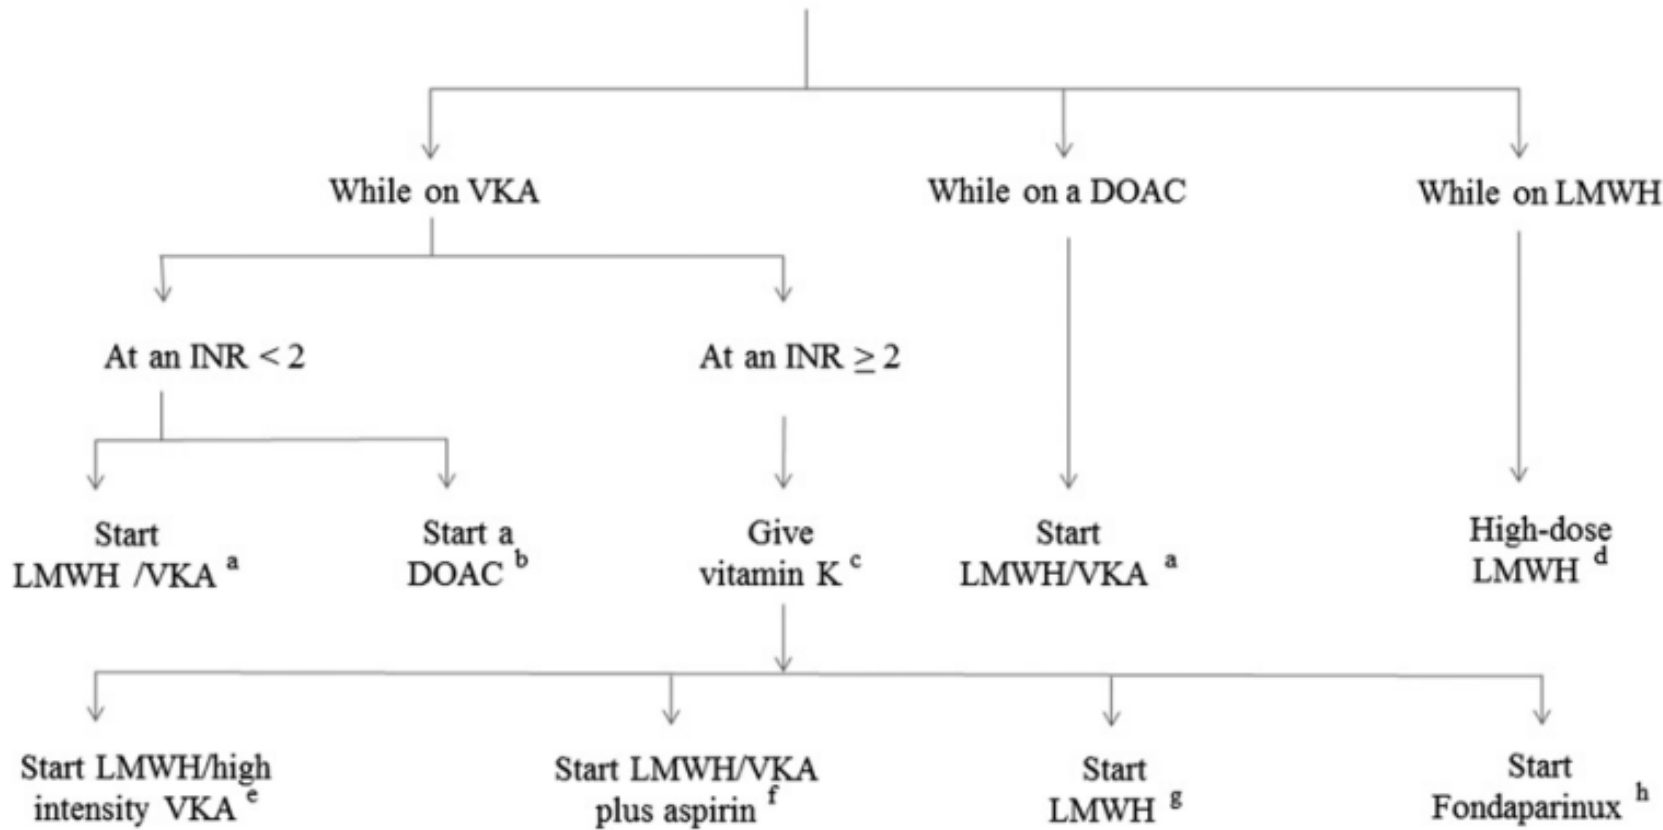 While on VKA
While on a DOAC
While on LMWH
At an INR < 2
At an INR ≥ 2
Start
LMWH /VKA a
Start a
DOAC b
Give
vitamin K c
Start
LMWH/VKA a
High-dose
LMWH d
Start LMWH/high
intensity VKA e
Start LMWH/VKA
plus aspirin f
Start
LMWH g
Start
Fondaparinux h